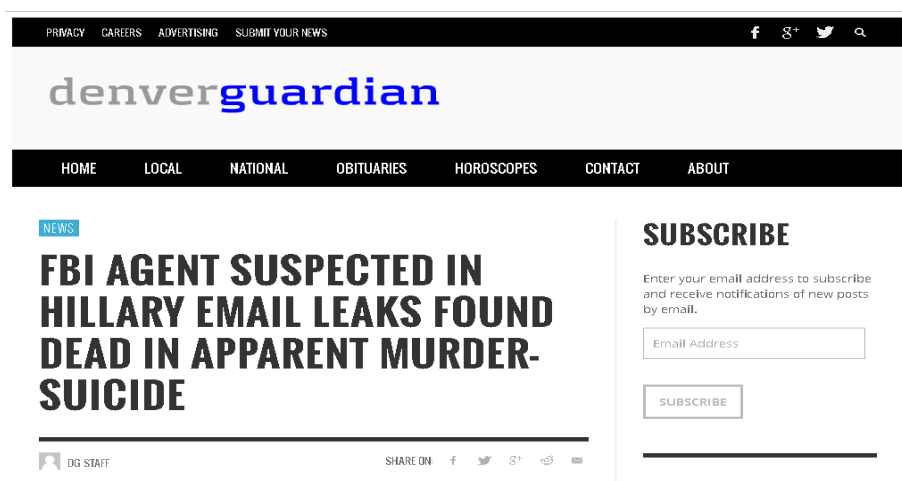 PRIVACY CAREERS ADVERTISING SUBMIT YOUR NEWS
denverguardian
HOME LOCAL NATIONAL OBITUARIES HOROSCOPES CONTACT ABOUT
NEWS
FBI AGENT SUSPECTED IN
HILLARY EMAIL LEAKS FOUND
DEAD IN APPARENT MURDER-
SUICIDE
DG STAFF
SHARE ON:
SUBSCRIBE
Enter your email address to subscribe
and receive notifications of new posts
by email.
Email Address
SUBSCRIBE